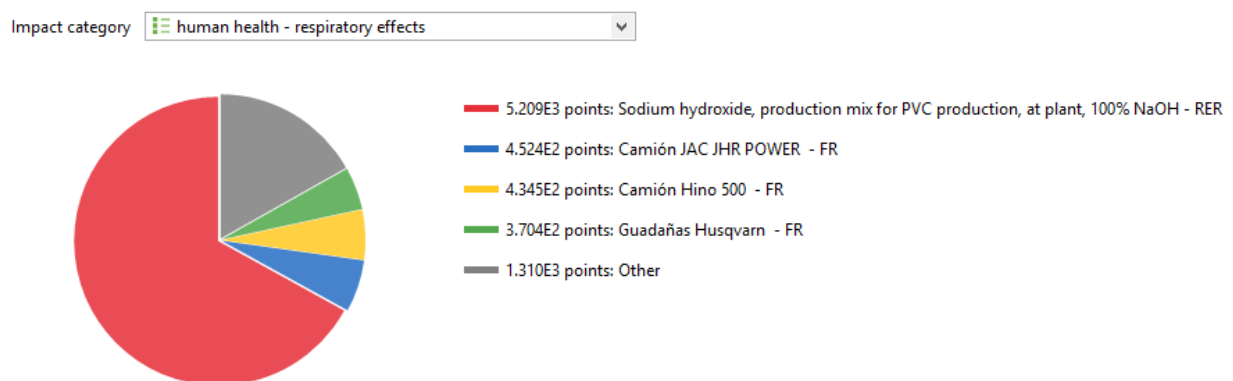 Impact category human health - respiratory effects
5.209E3 points: Sodium hydroxide, production mix for PVC production, at plant, 100% NaOH - RER
4.524E2 points: Camión JAC JHR POWER - FR
4.345E2 points: Camión Hino 500 - FR
3.704E2 points: Guadañas Husqvarn - FR
1.310E3 points: Other